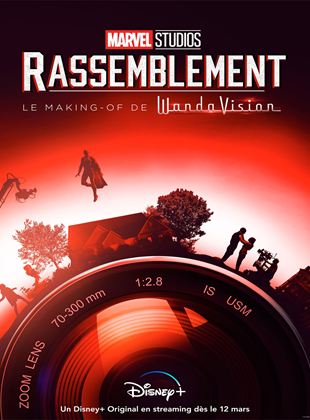 MARVEL STUDIOS
RASSEMBLEMENT
LE MAKING-OF DE WandaVision
ZOOM LENS 70-300 mm 1:2.8 IS USM
Disney+
Un Disney+ Original en streaming dès le 12 mars